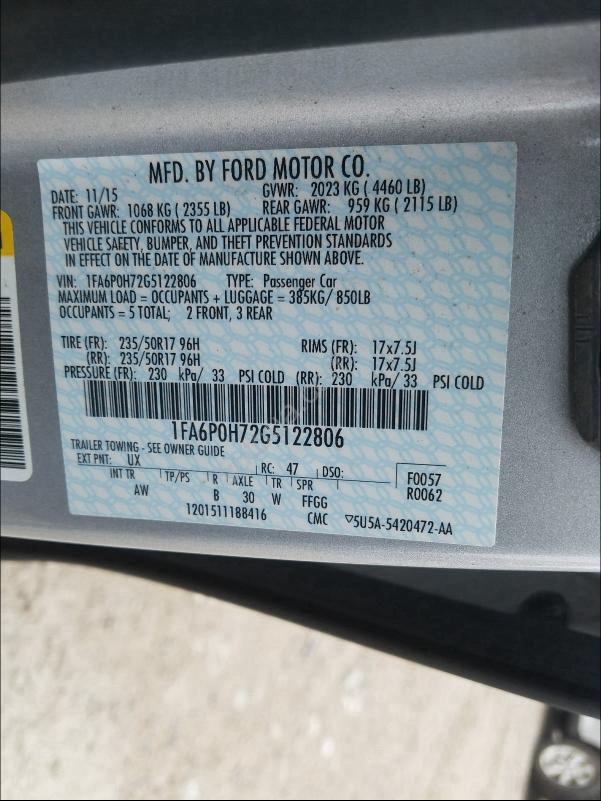 MFD. BY FORD MOTOR CO.
DATE: 11/15 GVWR: 2023 KG ( 4460 LB)
FRONT GAWR: 1068 KG ( 2355 LB) REAR GAWR: 959 KG ( 2115 LB)
THIS VEHICLE CONFORMS TO ALL APPLICABLE FEDERAL MOTOR
VEHICLE SAFETY, BUMPER, AND THEFT PREVENTION STANDARDS
IN EFFECT ON THE DATE OF MANUFACTURE SHOWN ABOVE.
VIN: 1FA6P0H72G5122806 TYPE: Passenger Car
MAXIMUM LOAD = OCCUPANTS + LUGGAGE = 385KG/ 850LB
OCCUPANTS = 5 TOTAL; 2 FRONT, 3 REAR
TIRE (FR): 235/50R17 96H RIMS (FR): 17x7.5J
(RR): 235/50R17 96H (RR): 17x7.5J
PRESSURE (FR): 230 kPa/ 33 PSI COLD (RR): 230 kPa/ 33 PSI COLD
1FA6P0H72G5122806
TRAILER TOWING - SEE OWNER GUIDE
EXT PNT: UX RC: 47 DSO: F0057
INT TR TP/PS R AXLE TR SPR R0062
AW B 30 W FFGG
1201511188416 CMC ▽5U5A-5420472-AA